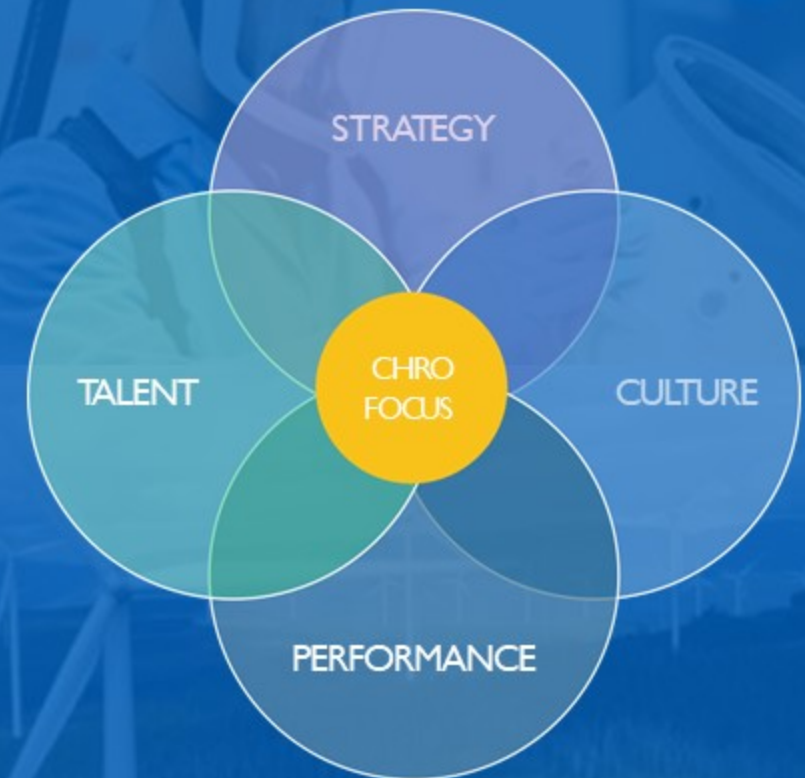 STRATEGY
TALENT
CHRO
FOCUS
CULTURE
PERFORMANCE